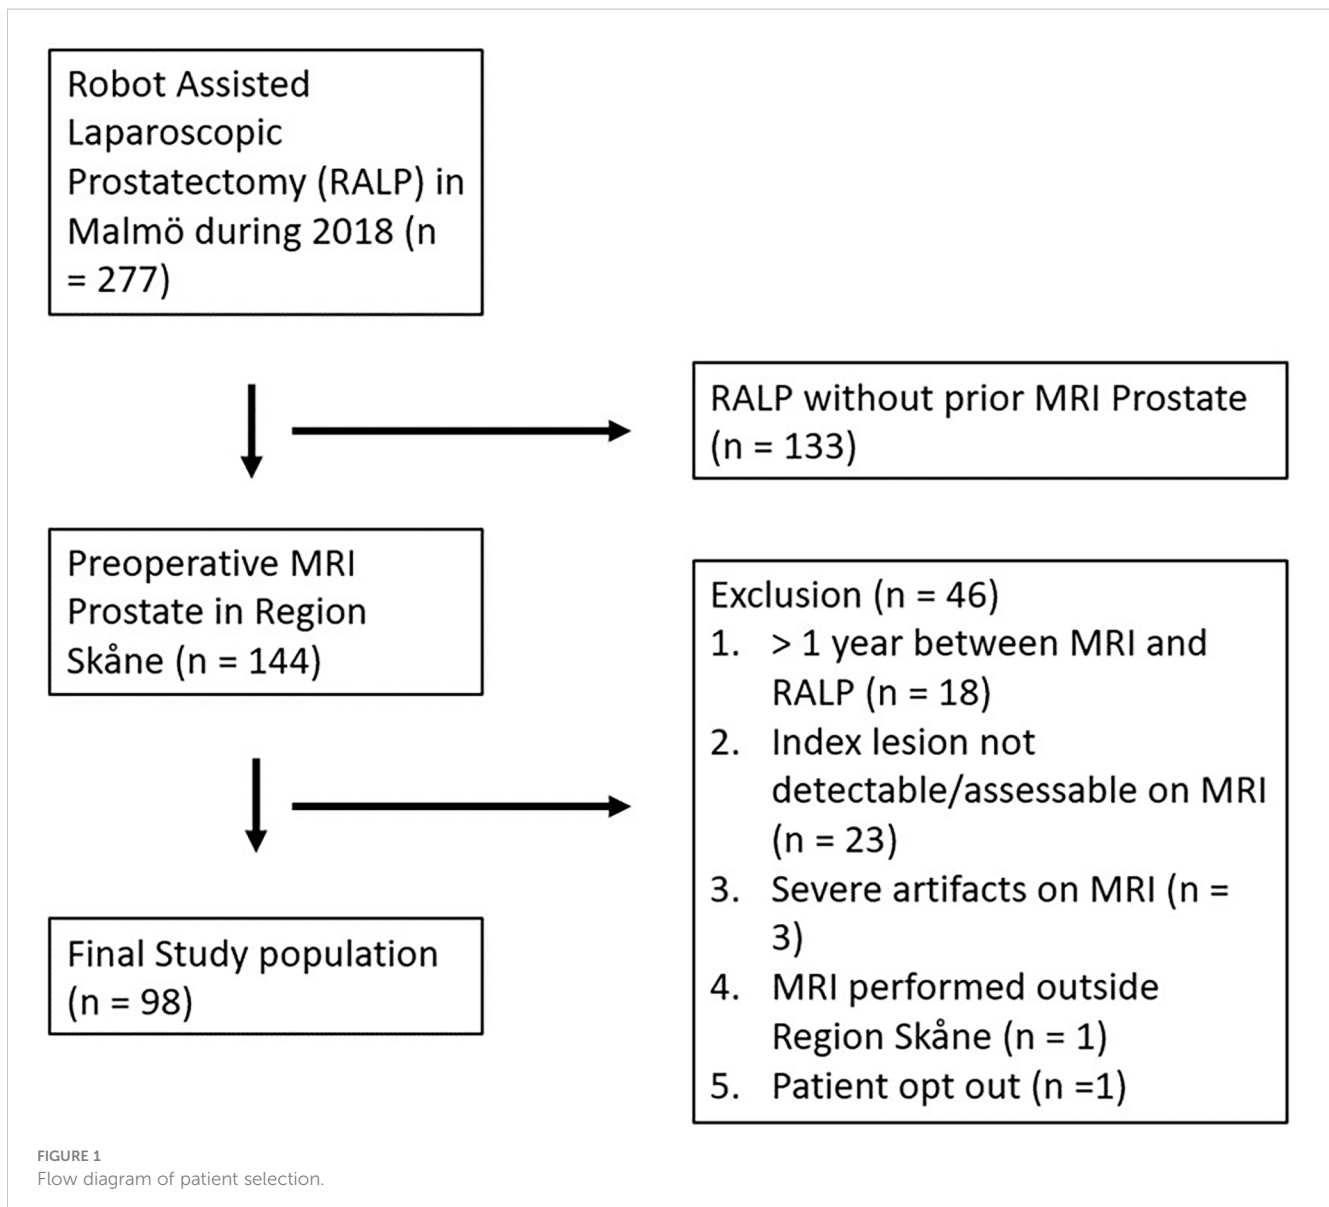 Robot Assisted
Laparoscopic
Prostatectomy (RALP) in
Malmö during 2018 (n
= 277)
RALP without prior MRI Prostate
(n = 133)
Preoperative MRI
Prostate in Region
Skåne (n = 144)
Exclusion (n = 46)
1. > 1 year between MRI and
RALP (n = 18)
2. Index lesion not
detectable/assessable on MRI
(n = 23)
3. Severe artifacts on MRI (n =
3)
4. MRI performed outside
Region Skåne (n = 1)
5. Patient opt out (n =1)
Final Study population
(n = 98)
FIGURE 1
Flow diagram of patient selection.